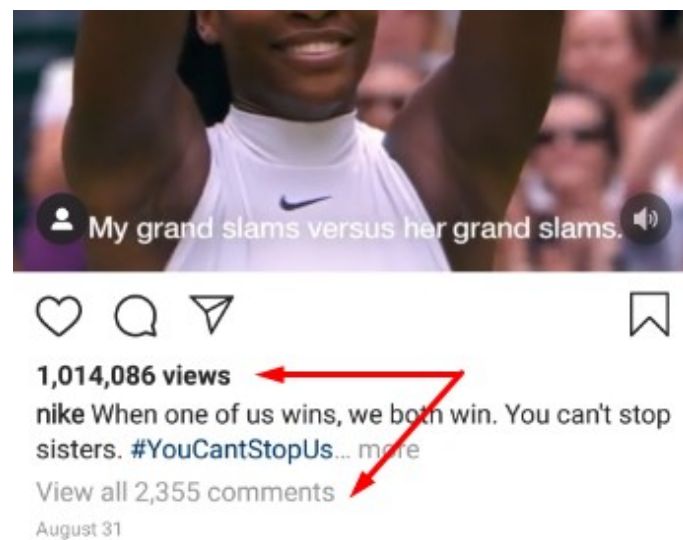 My grand slams versus her grand slams.
1,014,086 views
nike When one of us wins, we both win. You can't stop
sisters. #YouCantStopUs... more
View all 2,355 comments
August 31